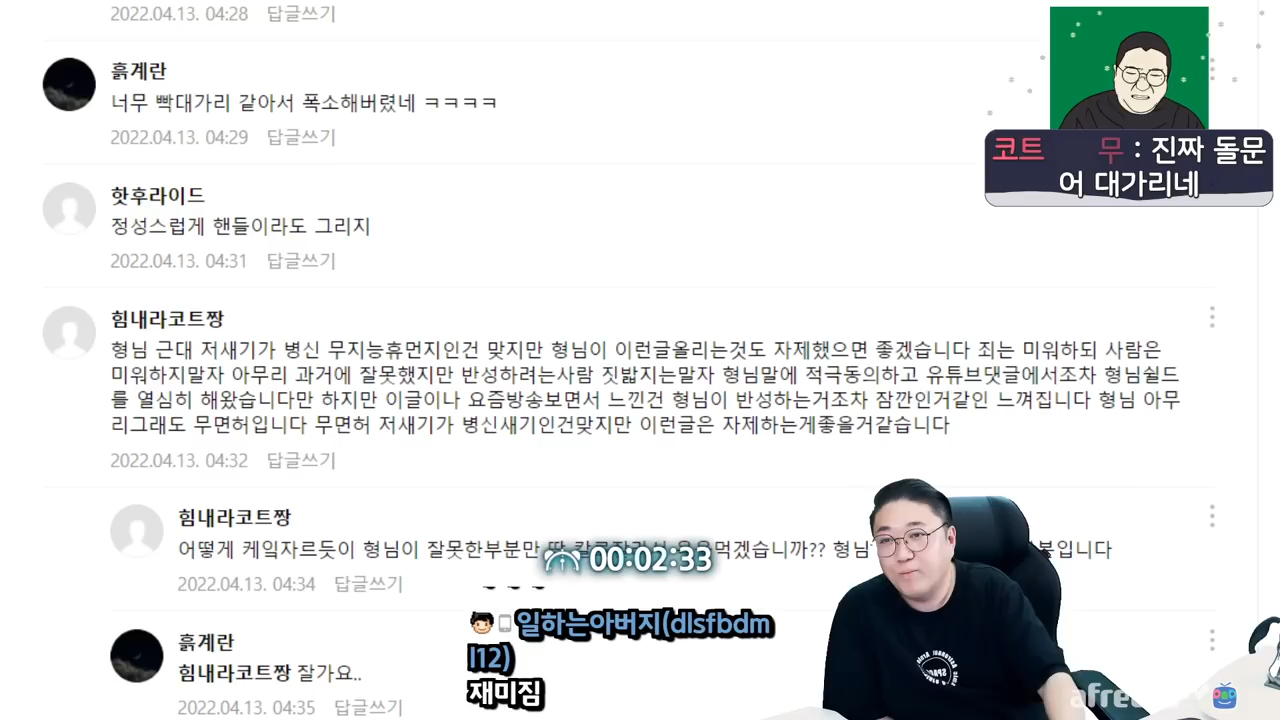 2022.04.13. 04:28 답글쓰기
흙계란
너무 빡대가리 같아서 폭소해버렸네 ㅋㅋㅋㅋ
2022.04.13. 04:29 답글쓰기
코트 무 : 진짜 돌문
어 대가리네
핫후라이드
정성스럽게 핸들이라도 그리지
2022.04.13. 04:31 답글쓰기
힘내라코트짱
형님 근대 저새기가 병신 무지능휴먼지인건 맞지만 형님이 이런글올리는것도 자제했으면 좋겠습니다 죄는 미워하되 사람은
미워하지말자 아무리 과거에 잘못했지만 반성하려는사람 짓밟지는말자 형님말에 적극동의하고 유튜브댓글에서조차 형님쉴드
를 열심히 해왔습니다만 하지만 이글이나 요즘방송보면서 느낀건 형님이 반성하는거조차 잠깐인거같인 느껴집니다 형님 아무
리그래도 무면허입니다 무면허 저새기가 병신새기인건맞지만 이런글은 자제하는게좋을거같습니다
2022.04.13. 04:32 답글쓰기
힘내라코트짱
어떻게 케잌자르듯이 형님이 잘못한부분만 먹겠습니까?? 형님
00:02:33
2022.04.13. 04:34 답글쓰기
일하는아버지(dlsfbdm
l12)
재미짐
흙계란
힘내라코트짱 잘가요..
2022.04.13. 04:35 답글쓰기